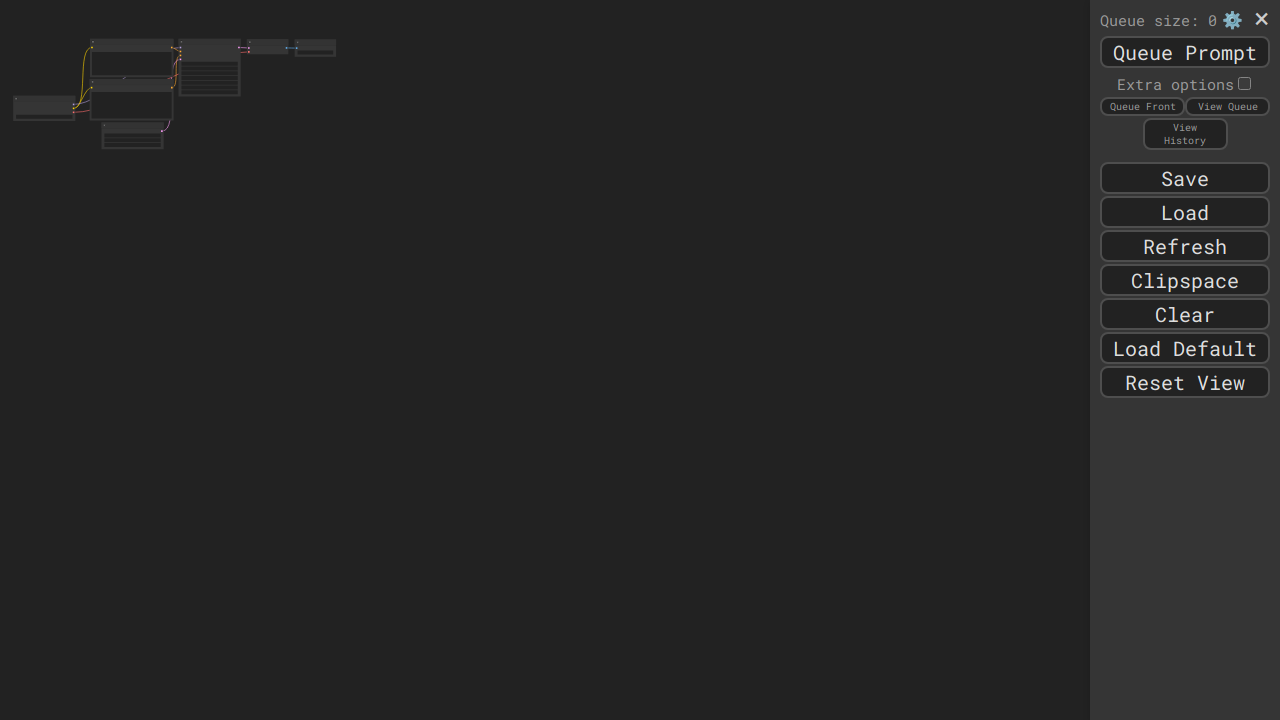 Queue size: 0
Queue Prompt
Extra options
Queue Front
View Queue
View
History
Save
Load
Refresh
Clipspace
Clear
Load Default
Reset View